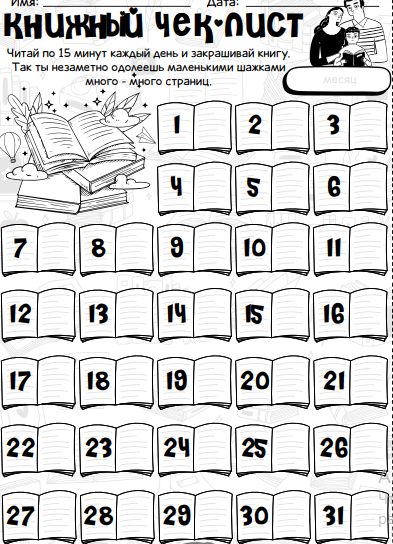 Имя: Дата:
КНИЖНЫЙ ЧЕК-ЛИСТ
Читай по 15 минут каждый день и закрашивай книгу.
Так ты незаметно одолеешь маленькими шажками
много - много страниц.
месяц
1 2 3
4 5 6
7 8 9 10 11
12 13 14 15 16
17 18 19 20 21
22 23 24 25 26
27 28 29 30 31